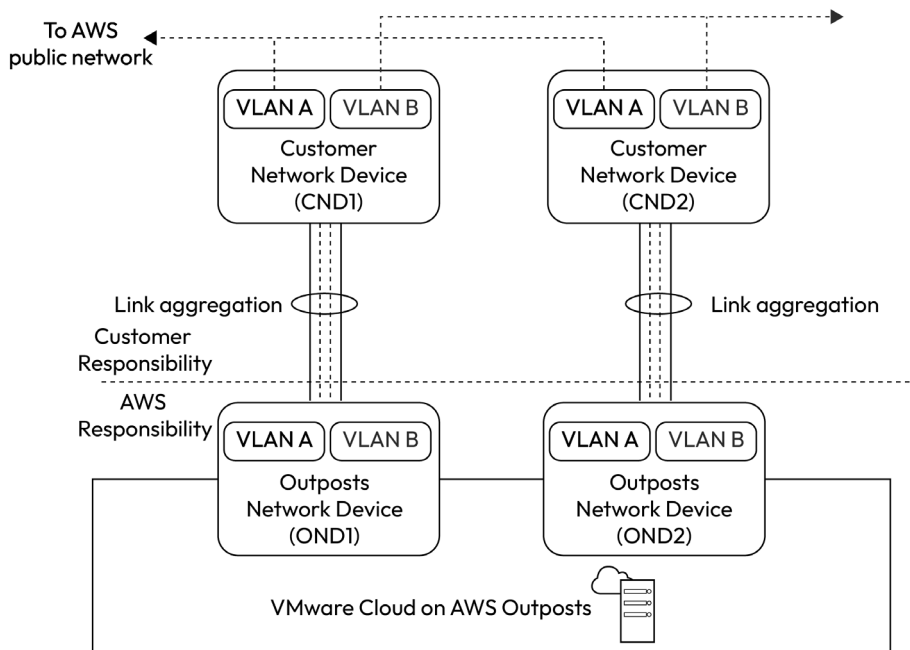 To AWS
public network
VLAN A
VLAN B
Customer
Network Device
(CND1)
VLAN A
VLAN B
Customer
Network Device
(CND2)
Link aggregation
Link aggregation
Customer
Responsibility
AWS
Responsibility
VLAN A
VLAN B
Outposts
Network Device
(OND1)
VLAN A
VLAN B
Outposts
Network Device
(OND2)
VMware Cloud on AWS Outposts